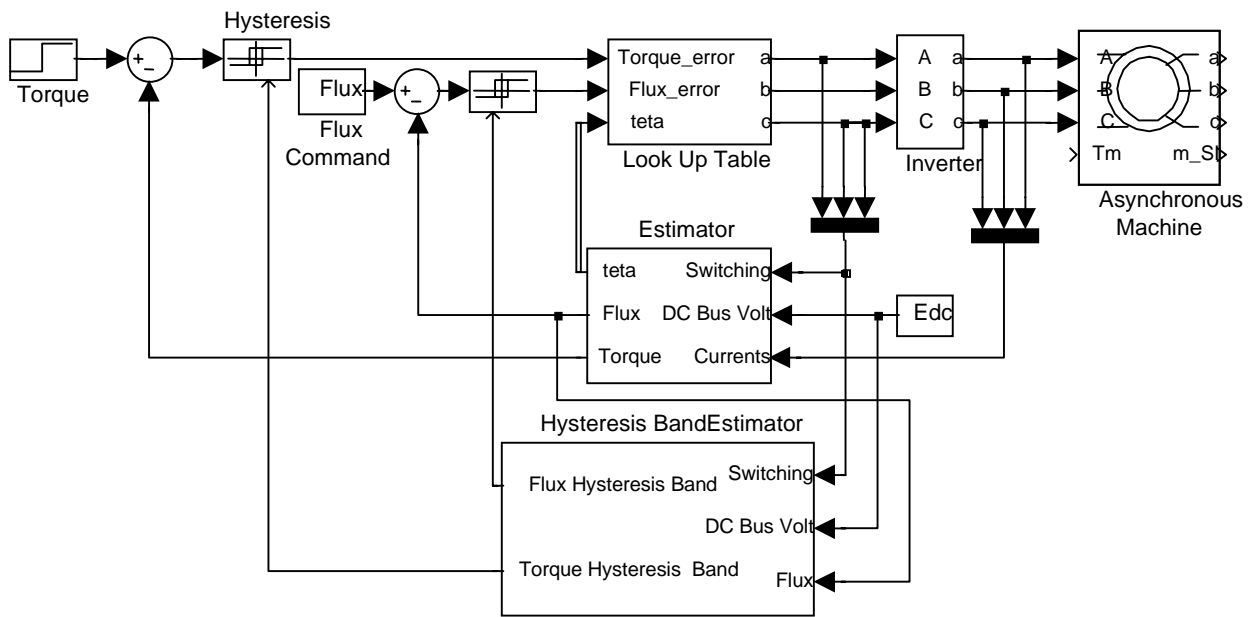 Hysteresis
Torque
Flux
Flux
Command
Torque_error
Flux_error
teta
a
b
c
Look Up Table
A
B
C
a
b
c
Inverter
A
B
C
Tm
a
b
c
m_SI
Asynchronous
Machine
Estimator
teta
Flux
Torque
Switching
DC Bus Volt
Currents
Edc
Hysteresis BandEstimator
Flux Hysteresis Band
Torque Hysteresis Band
Switching
DC Bus Volt
Flux